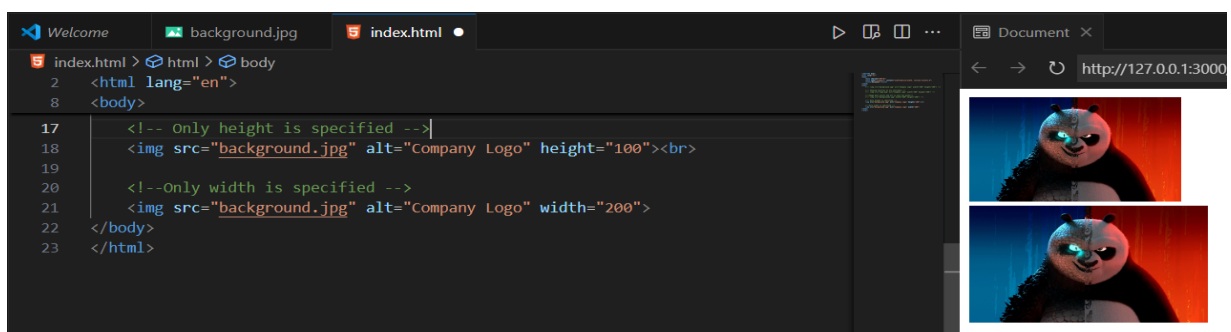 Welcome
background.jpg
index.html
Document
index.html > html > body
http://127.0.0.1:3000
2 <html lang="en">
8 <body>
17 <!-- Only height is specified -->
18 <img src="background.jpg" alt="Company Logo" height="100"><br>
19
20 <!--Only width is specified -->
21 <img src="background.jpg" alt="Company Logo" width="200">
22 </body>
23 </html>